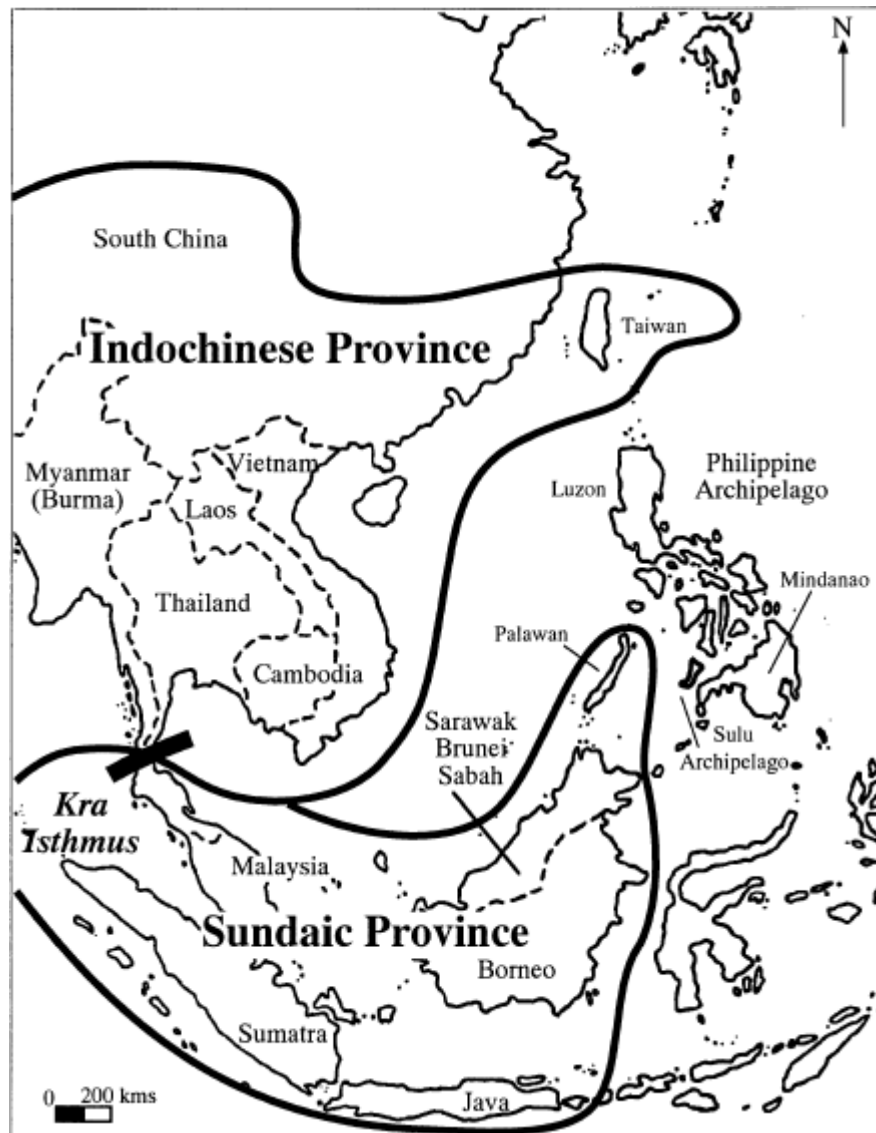 N
South China
Taiwan
Indochinese Province
Myanmar
(Burma)
Vietnam
Laos
Luzon
Philippine
Archipelago
Thailand
Mindanao
Cambodia
Palawan
Sarawak
Brunei
Sabah
Sulu
Archipelago
Kra
Isthmus
Malaysia
Sundaic Province
Borneo
Sumatra
0 200 kms
Java